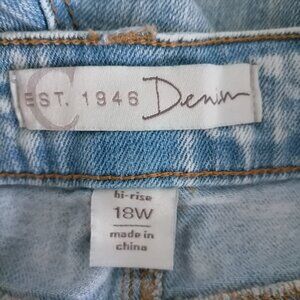 C
EST. 1946 Denim
hi-rise
18W
made in
china